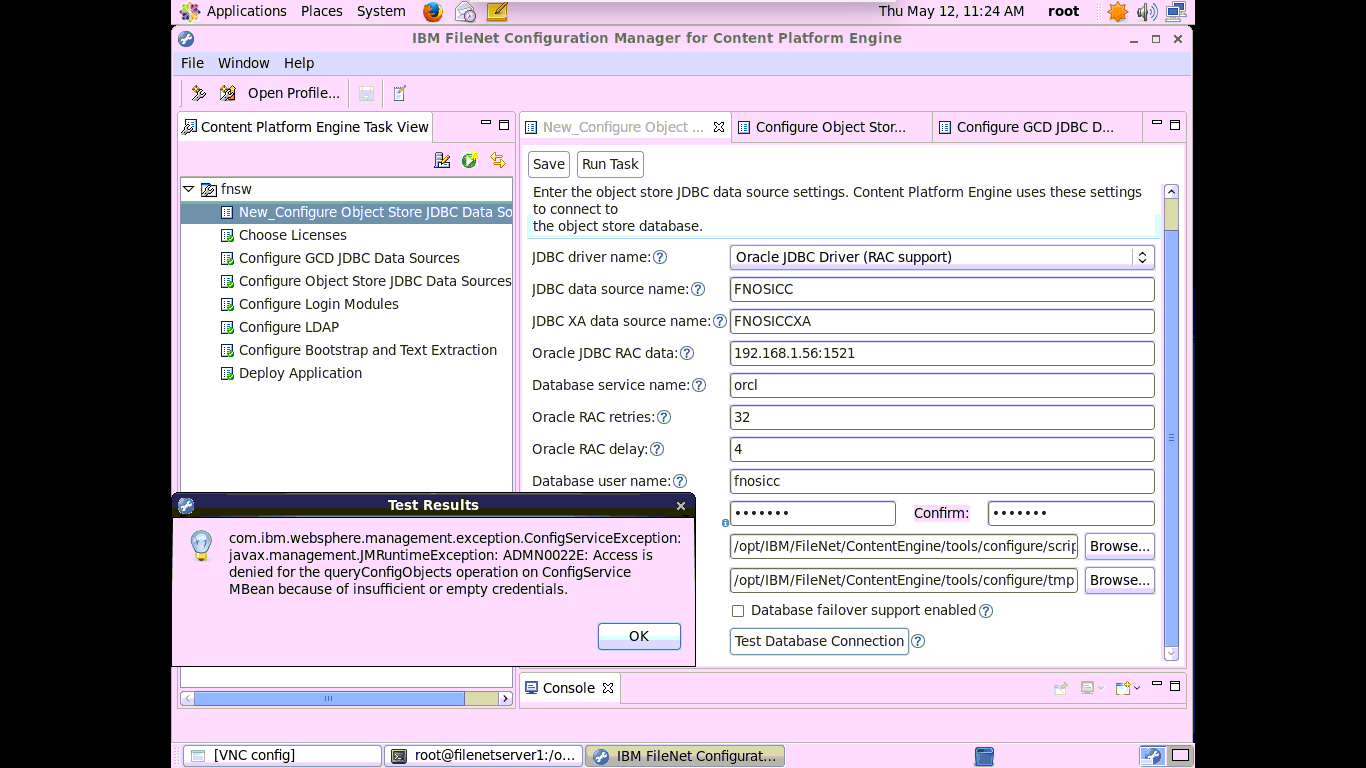 Applications Places System Thu May 12, 11:24 AM root
IBM FileNet Configuration Manager for Content Platform Engine
File Window Help
Open Profile...
Content Platform Engine Task View
fnsw
New_Configure Object Store JDBC Data So
Choose Licenses
Configure GCD JDBC Data Sources
Configure Object Store JDBC Data Sources
Configure Login Modules
Configure LDAP
Configure Bootstrap and Text Extraction
Deploy Application
New_Configure Object ... Configure Object Stor... Configure GCD JDBC D...
Save Run Task
Enter the object store JDBC data source settings. Content Platform Engine uses these settings
to connect to
the object store database.
JDBC driver name: Oracle JDBC Driver (RAC support)
JDBC data source name: FNOSICC
JDBC XA data source name: FNOSICCXA
Oracle JDBC RAC data: 192.168.1.56:1521
Database service name: orcl
Oracle RAC retries: 32
Oracle RAC delay: 4
Database user name: fnosicc
••••••• Confirm: •••••••
/opt/IBM/FileNet/ContentEngine/tools/configure/scrip Browse...
/opt/IBM/FileNet/ContentEngine/tools/configure/tmp Browse...
Database failover support enabled
Test Database Connection
Test Results
com.ibm.websphere.management.exception.ConfigServiceException:
javax.management.JMRuntimeException: ADMN0022E: Access is
denied for the queryConfigObjects operation on ConfigService
MBean because of insufficient or empty credentials.
OK
Console
[VNC config] root@filenetserver1:/o... IBM FileNet Configurat...